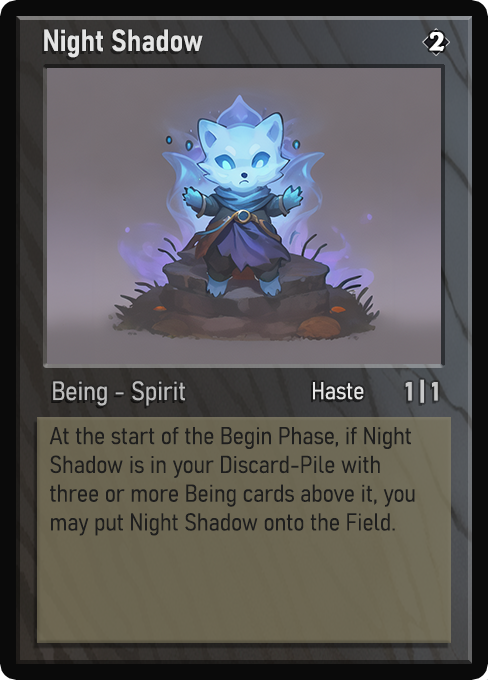 Night Shadow 2
Being - Spirit Haste 1|1
At the start of the Begin Phase, if Night
Shadow is in your Discard-Pile with
three or more Being cards above it, you
may put Night Shadow onto the Field.